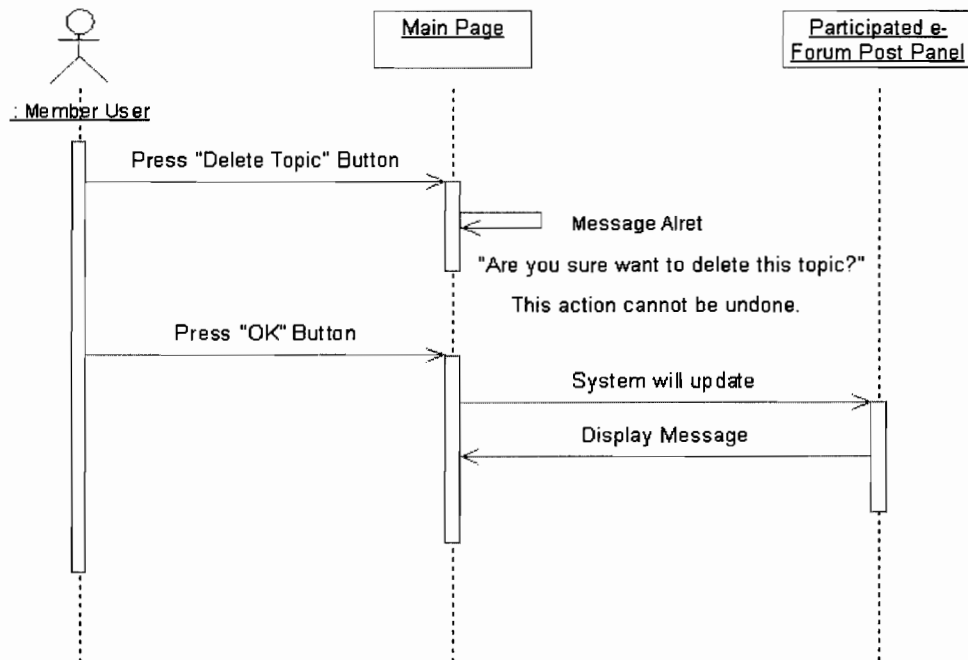 Main Page
Participated e-
Forum Post Panel
: Member User
Press "Delete Topic" Button
Message Alret
"Are you sure want to delete this topic?"
This action cannot be undone.
Press "OK" Button
System will update
Display Message